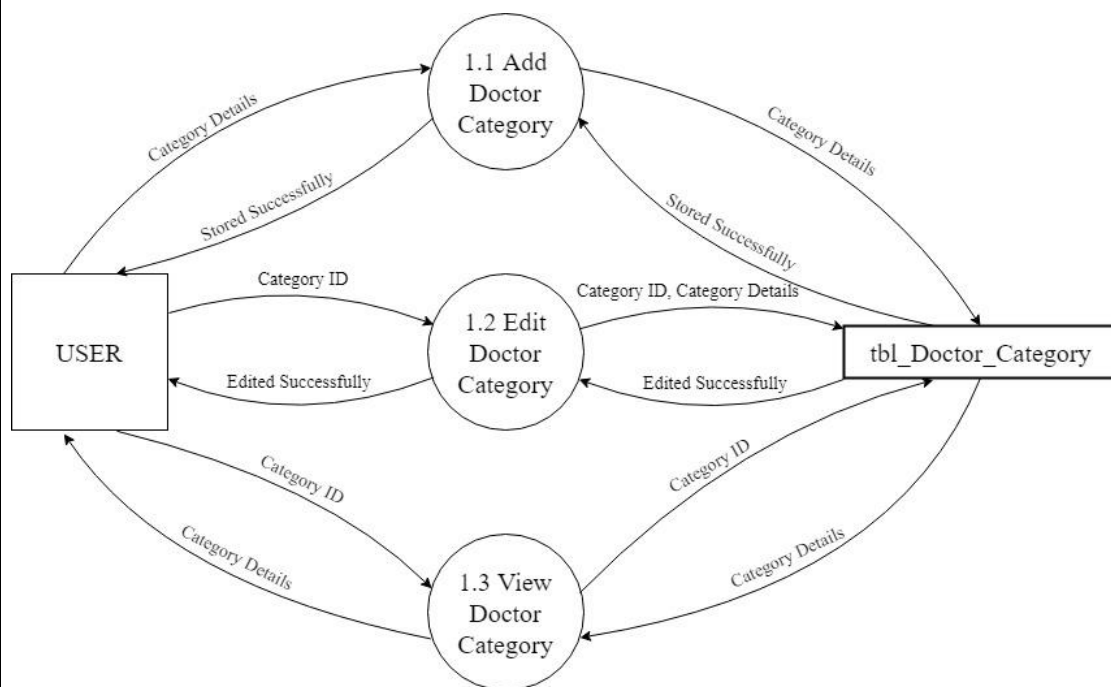 1.1 Add
Doctor
Category
Category Details
Category Details
Stored Successfully
Stored Successfully
Category ID
Category ID, Category Details
USER
1.2 Edit
Doctor
Category
tbl_Doctor_Category
Edited Successfully
Edited Successfully
Category ID
Category ID
Category Details
Category Details
1.3 View
Doctor
Category